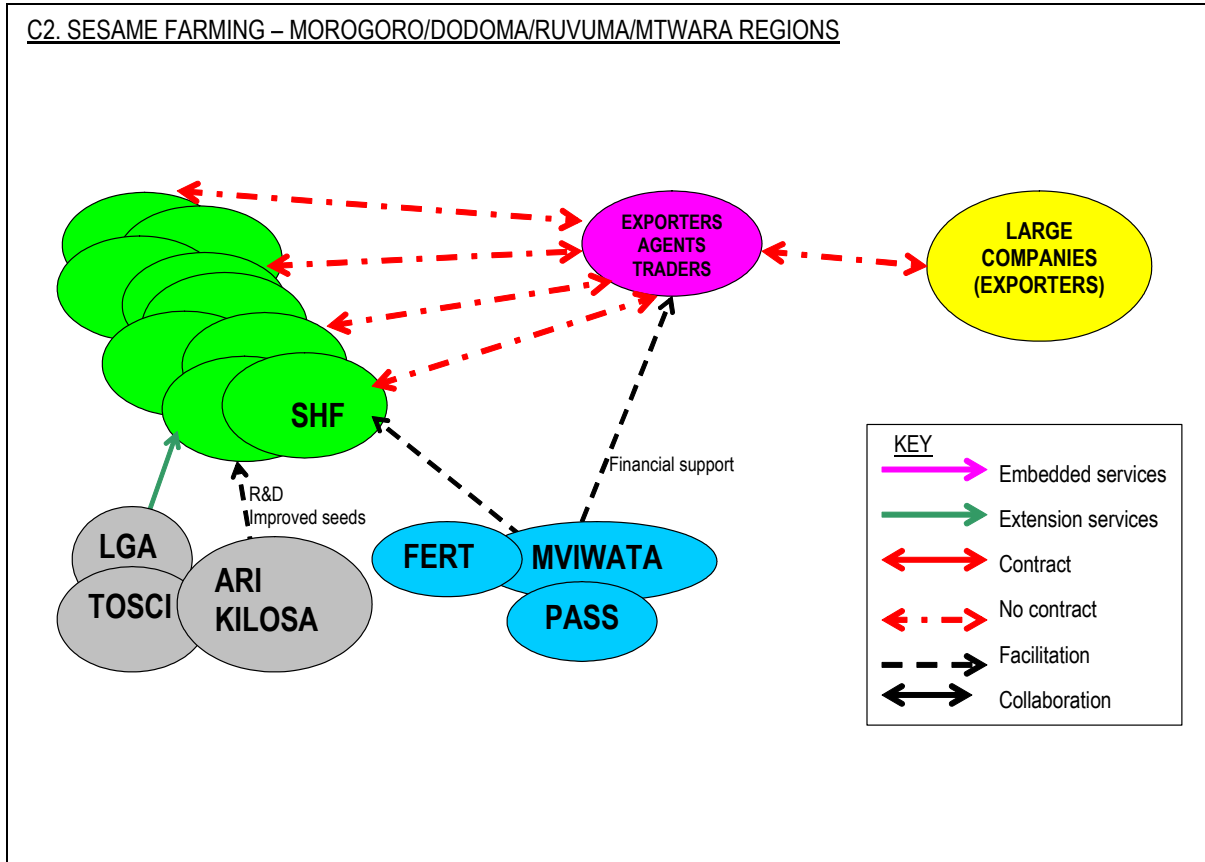 C2. SESAME FARMING – MOROGORO/DODOMA/RUVUMA/MTWARA REGIONS
EXPORTERS
AGENTS
TRADERS
LARGE
COMPANIES
(EXPORTERS)
SHF
Financial support
R&D
Improved seeds
LGA
TOSCI
ARI
KILOSA
FERT
MVIWATA
PASS
KEY
Embedded services
Extension services
Contract
No contract
Facilitation
Collaboration